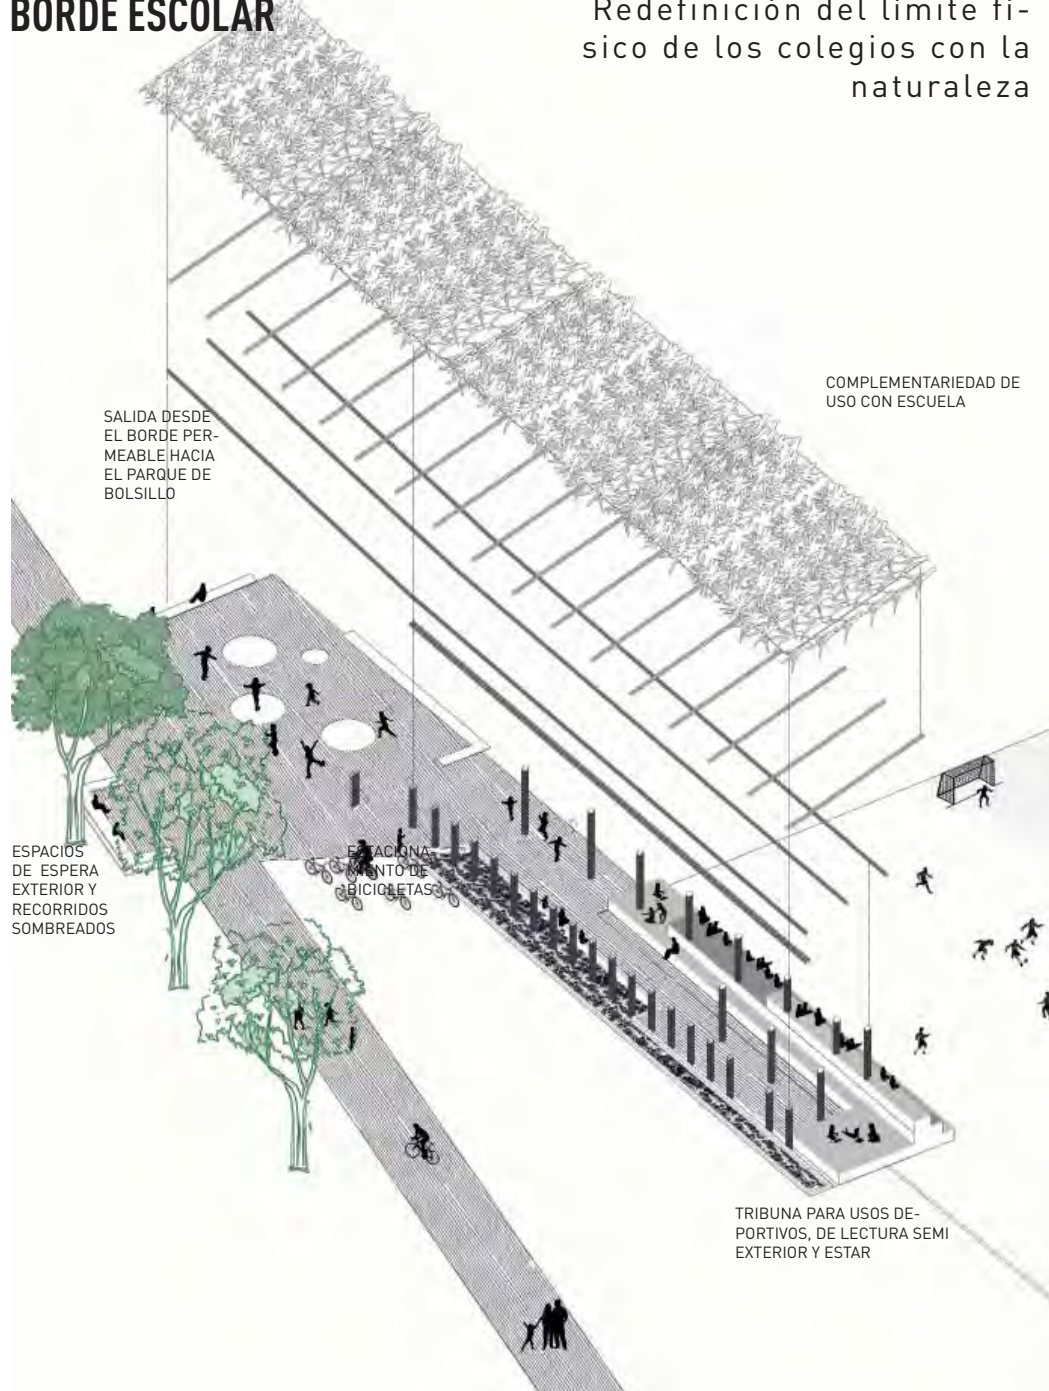 BORDE ESCOLAR
Redefinición del límite fí-
sico de los colegios con la
naturaleza
COMPLEMENTARIEDAD DE
USO CON ESCUELA
SALIDA DESDE
EL BORDE PER-
MEABLE HACIA
EL PARQUE DE
BOLSILLO
ESPACIOS
DE ESPERA
EXTERIOR Y
RECORRIDOS
SOMBREADOS
ESTACIONA-
MIENTO DE
BICICLETAS
TRIBUNA PARA USOS DE-
PORTIVOS, DE LECTURA SEMI
EXTERIOR Y ESTAR